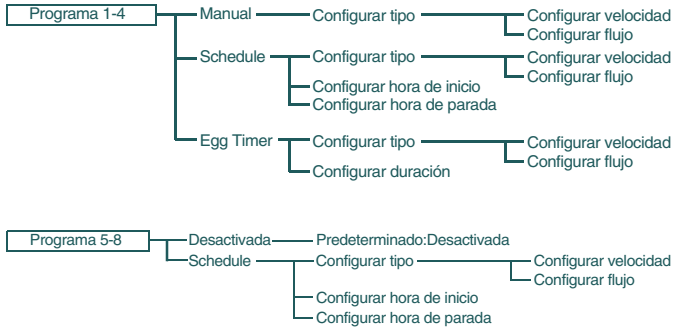 Programa 1-4 Manual Configurar tipo Configurar velocidad
Configurar flujo
Schedule Configurar tipo Configurar velocidad
Configurar flujo
Configurar hora de inicio
Configurar hora de parada
Egg Timer Configurar tipo Configurar velocidad
Configurar flujo
Configurar duración
Programa 5-8 Desactivada Predeterminado:Desactivada
Schedule Configurar tipo Configurar velocidad
Configurar flujo
Configurar hora de inicio
Configurar hora de parada